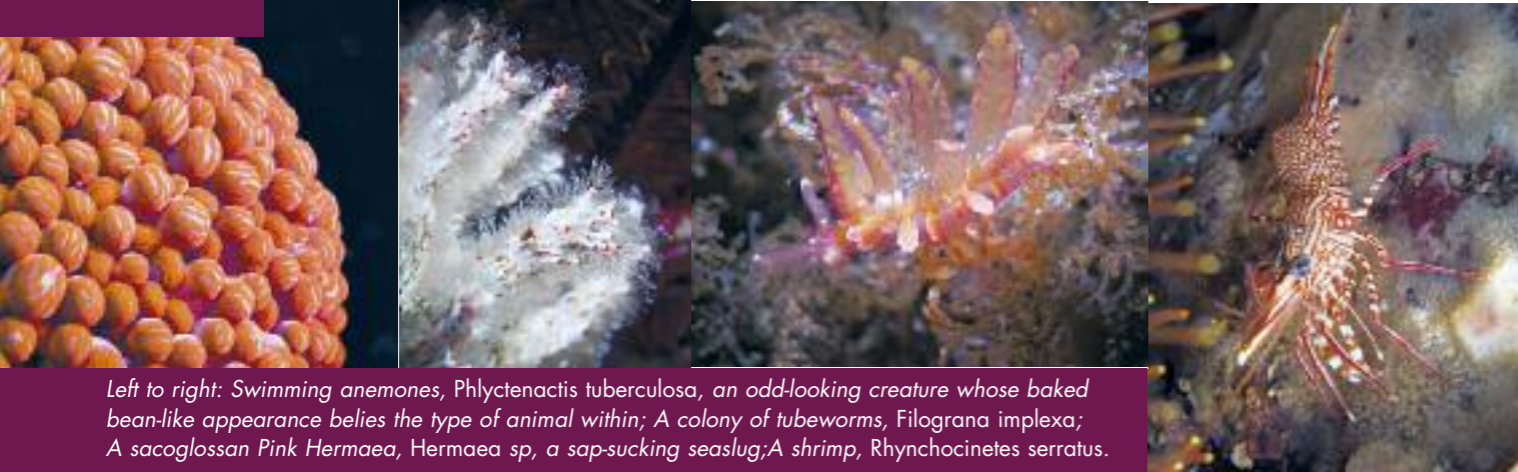 Left to right: Swimming anemones, Phlyctenactis tuberculosa, an odd-looking creature whose baked
bean-like appearance belies the type of animal within; A colony of tubeworms, Filograna implexa;
A sacoglossan Pink Hermaea, Hermaea sp, a sap-sucking seaslug;A shrimp, Rhynchocinetes serratus.